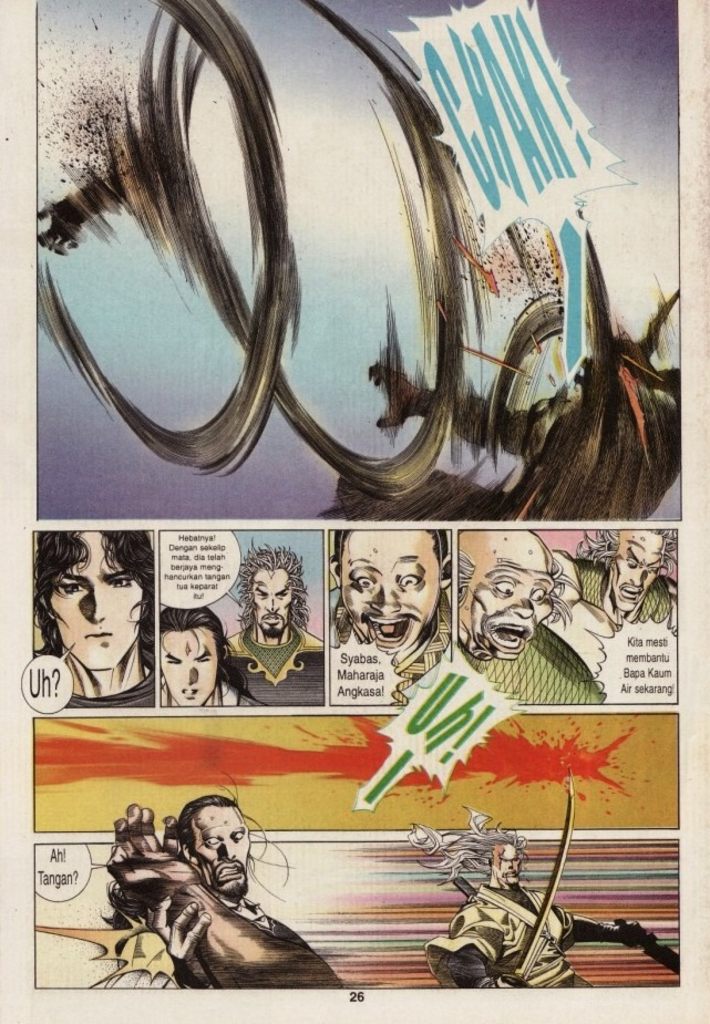 CHAK!
Uh?
Hebatnya!
Dengan sekelip
mata, dia telah
berjaya meng-
hancurkan tangan
tua keparat
itu!
Syabas,
Maharaja
Angkasa!
Kita mesti
membantu
Bapa Kaum
Air sekarang!
Uh!
Ah!
Tangan?
26